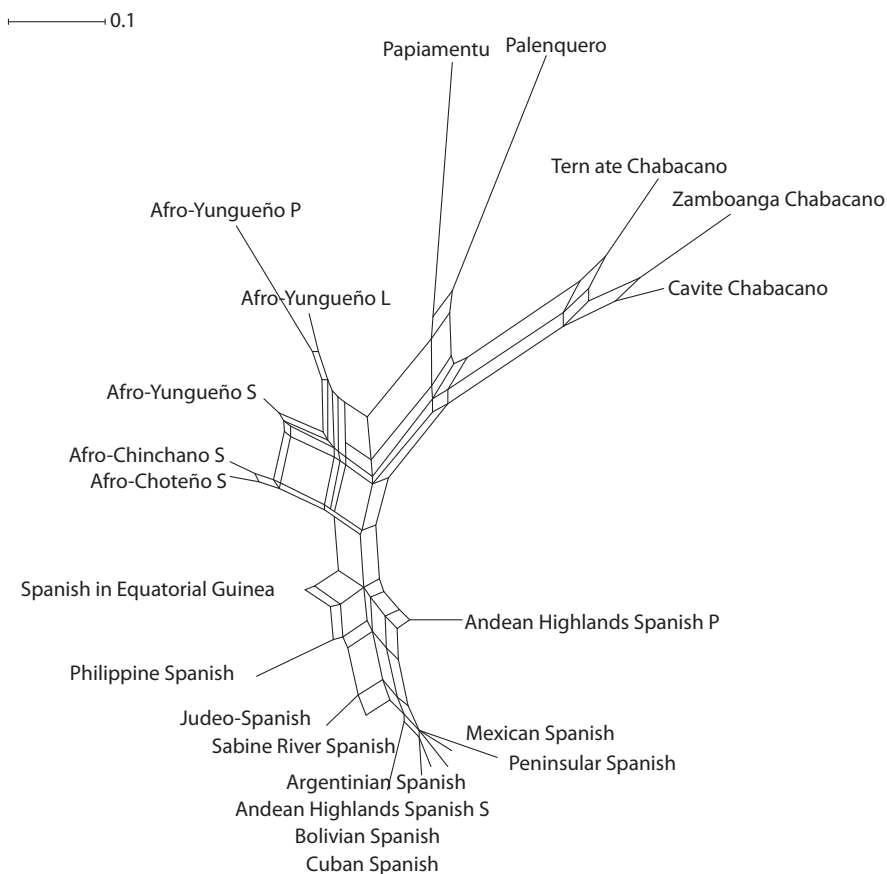 0.1
Papiamentu
Palenquero
Tern ate Chabacano
Zamboanga Chabacano
Afro-Yungueño P
Cavite Chabacano
Afro-Yungueño L
Afro-Yungueño S
Afro-Chinchano S
Afro-Choteño S
Spanish in Equatorial Guinea
Andean Highlands Spanish P
Philippine Spanish
Judeo-Spanish
Mexican Spanish
Sabine River Spanish
Peninsular Spanish
Argentinian Spanish
Andean Highlands Spanish S
Bolivian Spanish
Cuban Spanish